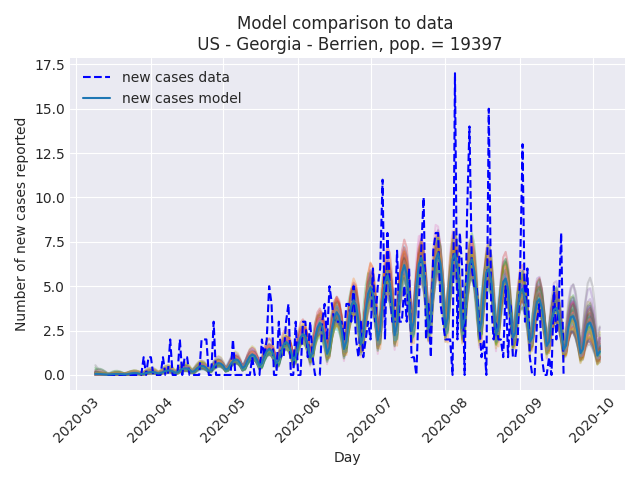 Model comparison to data
US - Georgia - Berrien, pop. = 19397
new cases data
new cases model
Number of new cases reported
17.5
15.0
12.5
10.0
7.5
5.0
2.5
0.0
2020-03
2020-04
2020-05
2020-06
2020-07
2020-08
2020-09
2020-10
Day